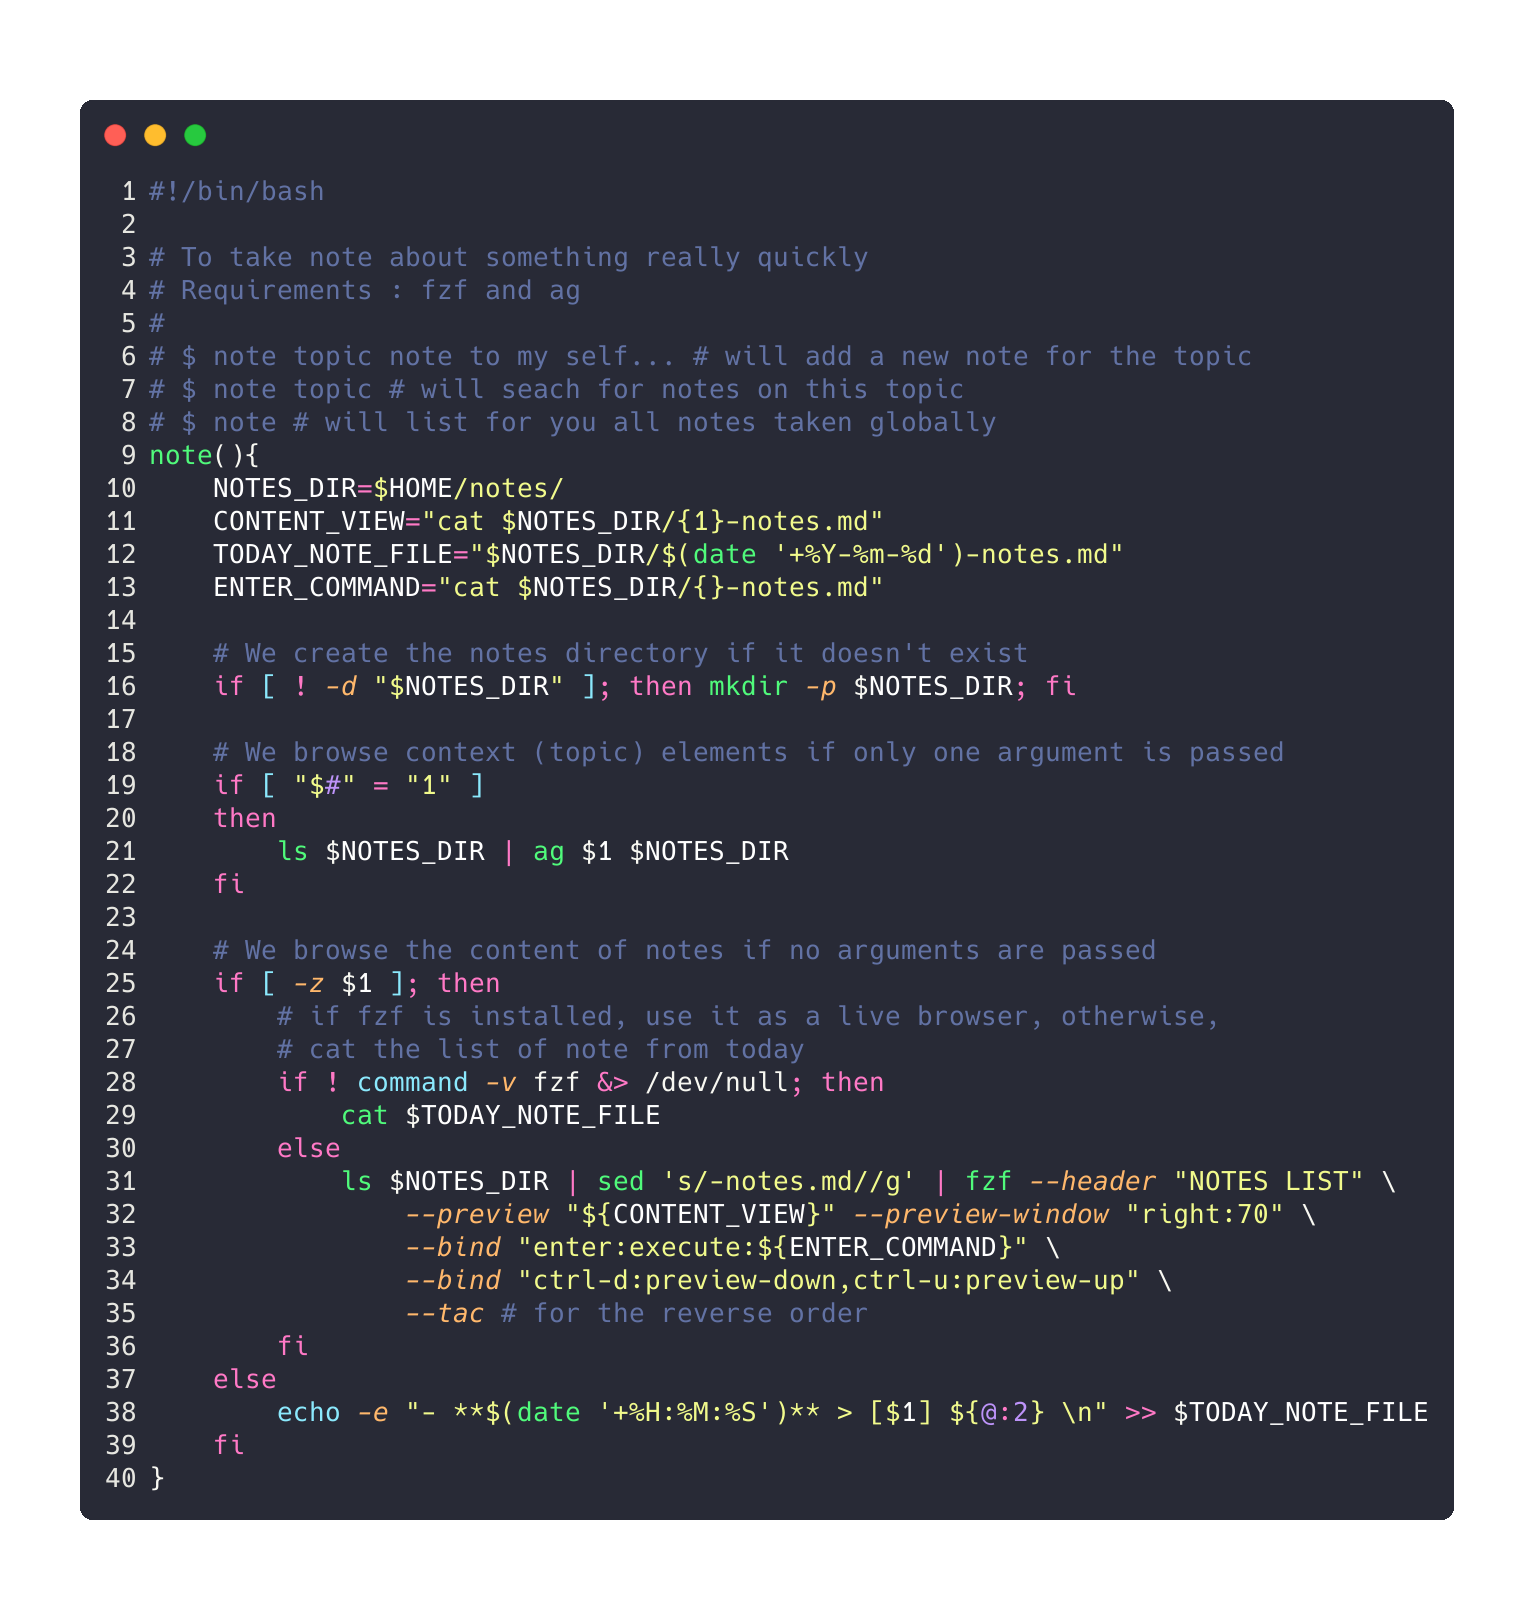 1 #!/bin/bash
2
3 # To take note about something really quickly
4 # Requirements : fzf and ag
5 #
6 # $ note topic note to my self... # will add a new note for the topic
7 # $ note topic # will seach for notes on this topic
8 # $ note # will list for you all notes taken globally
9 note(){
10     NOTES_DIR=$HOME/notes/
11     CONTENT_VIEW="cat $NOTES_DIR/{1}-notes.md"
12     TODAY_NOTE_FILE="$NOTES_DIR/$(date '+%Y-%m-%d')-notes.md"
13     ENTER_COMMAND="cat $NOTES_DIR/{}-notes.md"
14
15     # We create the notes directory if it doesn't exist
16     if [ ! -d "$NOTES_DIR" ]; then mkdir -p $NOTES_DIR; fi
17
18     # We browse context (topic) elements if only one argument is passed
19     if [ "$#" = "1" ]
20     then
21         ls $NOTES_DIR | ag $1 $NOTES_DIR
22     fi
23
24     # We browse the content of notes if no arguments are passed
25     if [ -z $1 ]; then
26         # if fzf is installed, use it as a live browser, otherwise,
27         # cat the list of note from today
28         if ! command -v fzf &> /dev/null; then
29             cat $TODAY_NOTE_FILE
30         else
31             ls $NOTES_DIR | sed 's/-notes.md//g' | fzf --header "NOTES LIST" \
32                 --preview "${CONTENT_VIEW}" --preview-window "right:70" \
33                 --bind "enter:execute:${ENTER_COMMAND}" \
34                 --bind "ctrl-d:preview-down,ctrl-u:preview-up" \
35                 --tac # for the reverse order
36         fi
37     else
38         echo -e "- **$(date '+%H:%M:%S')** > [$1] ${@:2} \n" >> $TODAY_NOTE_FILE
39     fi
40 }